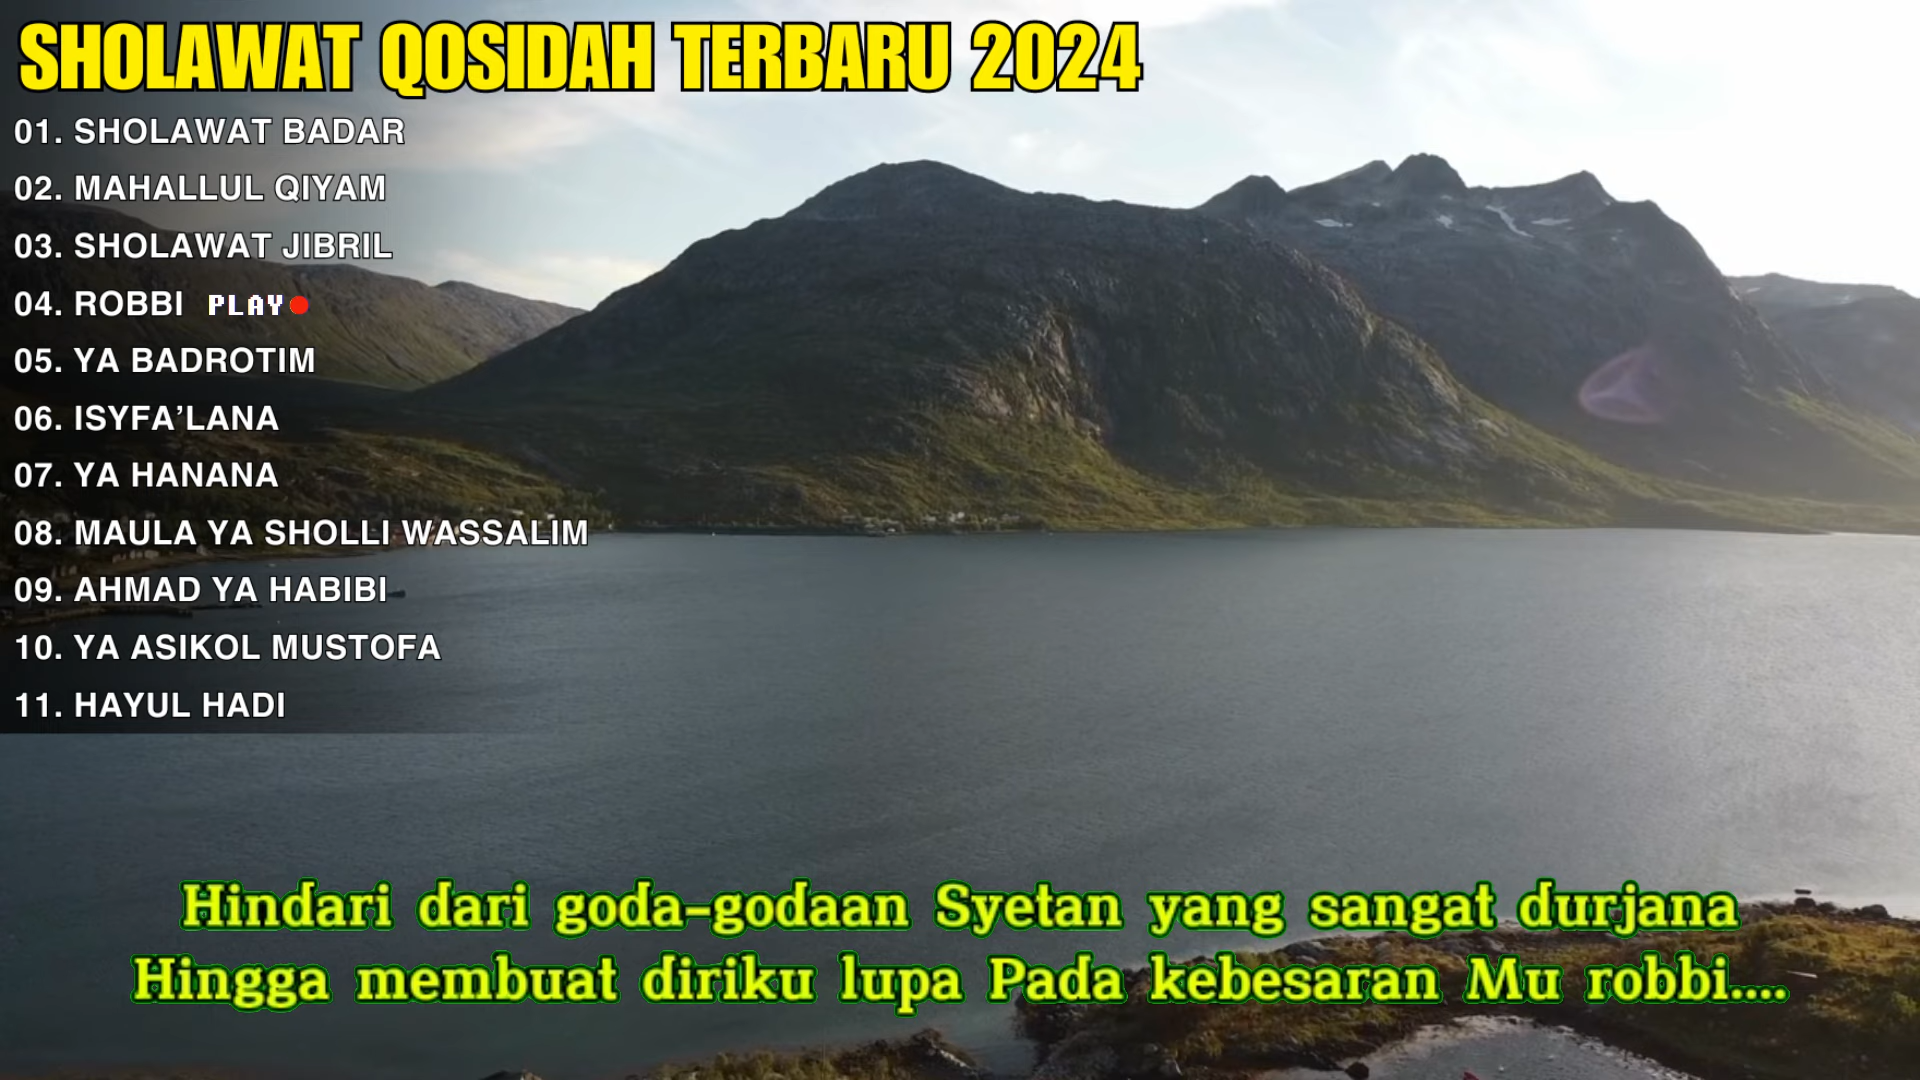 SHOLAWAT QOSIDAH TERBARU 2024
01. SHOLAWAT BADAR
02. MAHALLUL QIYAM
03. SHOLAWAT JIBRIL
04. ROBBI PLAY
05. YA BADROTIM
06. ISYFA’LANA
07. YA HANANA
08. MAULA YA SHOLLI WASSALIM
09. AHMAD YA HABIBI
10. YA ASIKOL MUSTOFA
11. HAYUL HADI
Hindari dari goda-godaan Syetan yang sangat durjana
Hingga membuat diriku lupa Pada kebesaran Mu robbi....